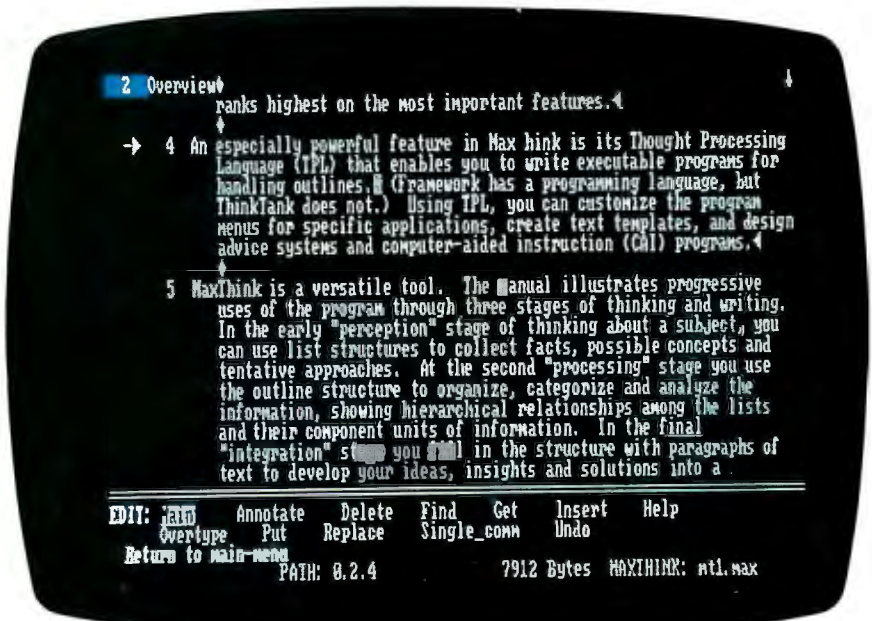 2 Overview
ranks highest on the most important features.
4 An especially powerful feature in Max hink is its Thought Processing
Language (TPL) that enables you to write executable programs for
handling outlines. (Framework has a programming language, but
ThinkTank does not.) Using TPL, you can customize the program
menus for specific applications, create text templates, and design
advice systems and computer-aided instruction (CAI) programs.
5 MaxThink is a versatile tool. The manual illustrates progressive
uses of the program through three stages of thinking and writing.
In the early "perception" stage of thinking about a subject, you
can use list structures to collect facts, possible concepts and
tentative approaches. At the second "processing" stage you use
the outline structure to organize, categorize and analyze the
information, showing hierarchical relationships among the lists
and their component units of information. In the final
"integration" you in the structure with paragraphs of
text to develop your ideas, insights and solutions into a
EDIT: Annotate Delete Find Get Insert Help
Overtype Put Replace Single_comm Undo
Return to main-menu
PATH: 0.2.4 7912 Bytes MAXTHINK: mt1.max